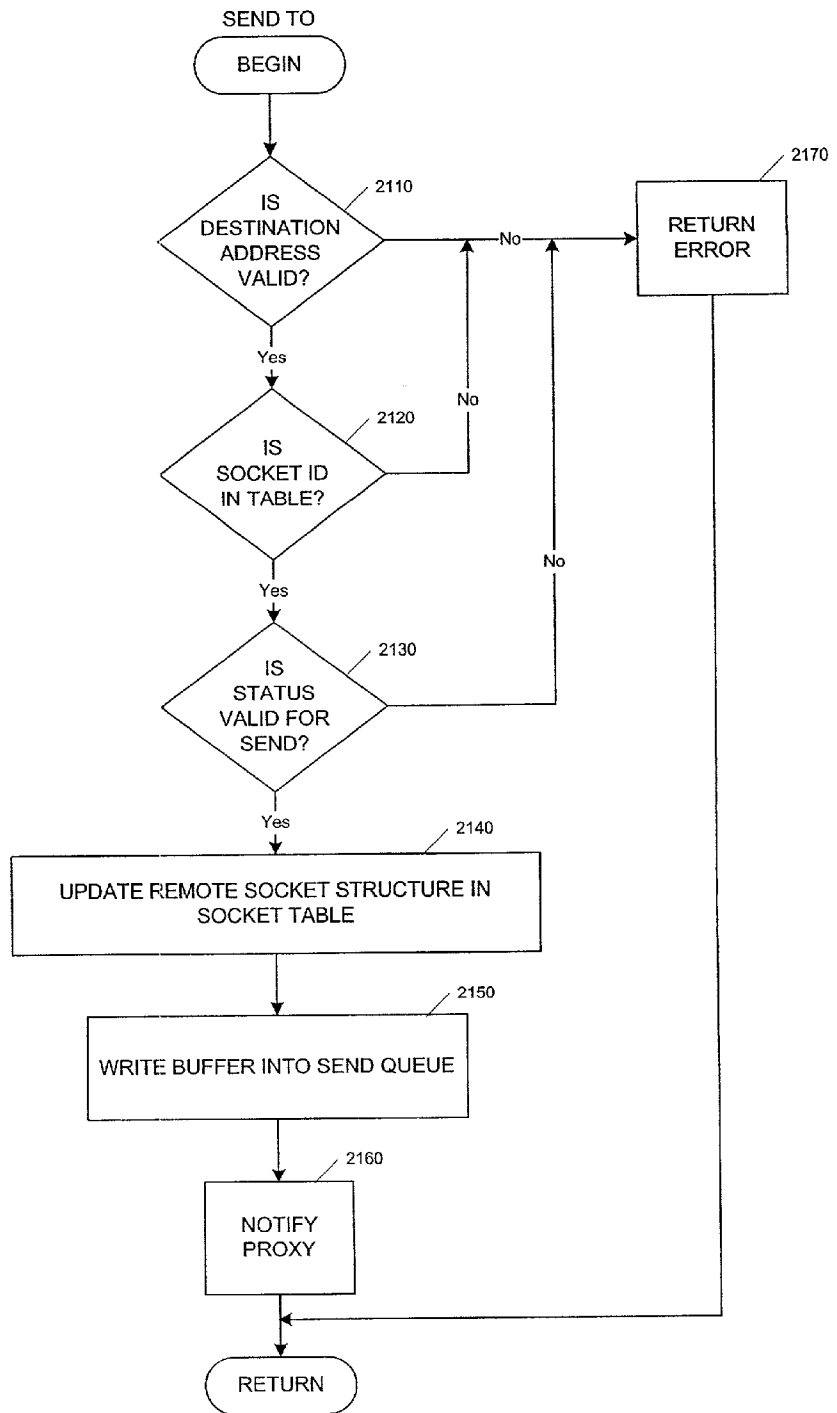 SEND TO
BEGIN
2110
IS
DESTINATION
ADDRESS
VALID?
No
2170
RETURN
ERROR
Yes
No
2120
IS
SOCKET ID
IN TABLE?
Yes
No
2130
IS
STATUS
VALID FOR
SEND?
Yes
2140
UPDATE REMOTE SOCKET STRUCTURE IN
SOCKET TABLE
2150
WRITE BUFFER INTO SEND QUEUE
2160
NOTIFY
PROXY
RETURN